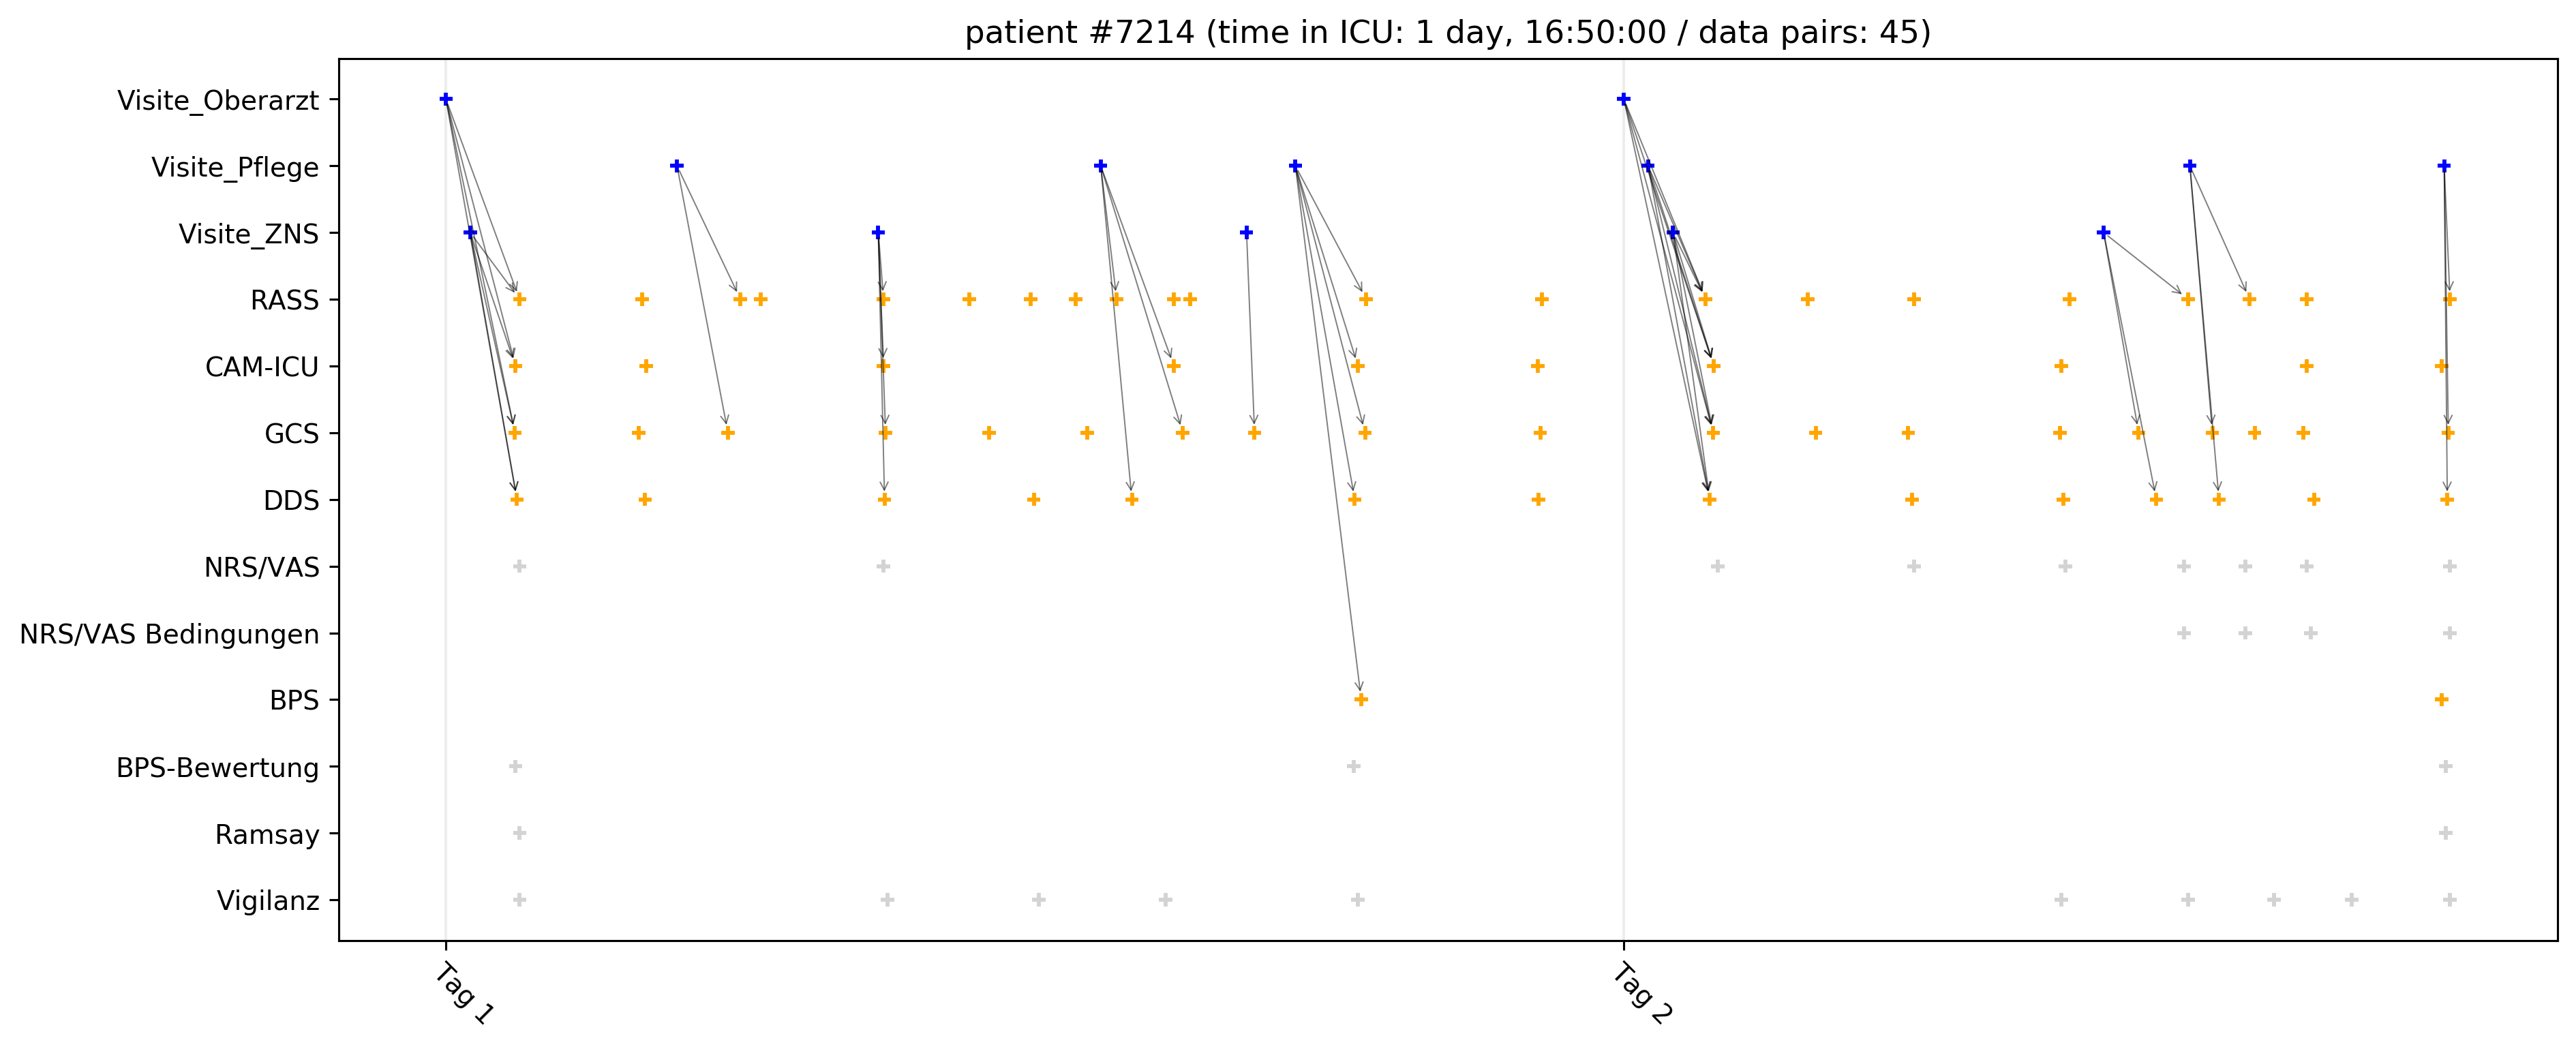 patient #7214 (time in ICU: 1 day, 16:50:00 / data pairs: 45)
Visite_Oberarzt
Visite_Pflege
Visite_ZNS
RASS
CAM-ICU
GCS
DDS
NRS/VAS
NRS/VAS Bedingungen
BPS
BPS-Bewertung
Ramsay
Vigilanz
Tag 1
Tag 2